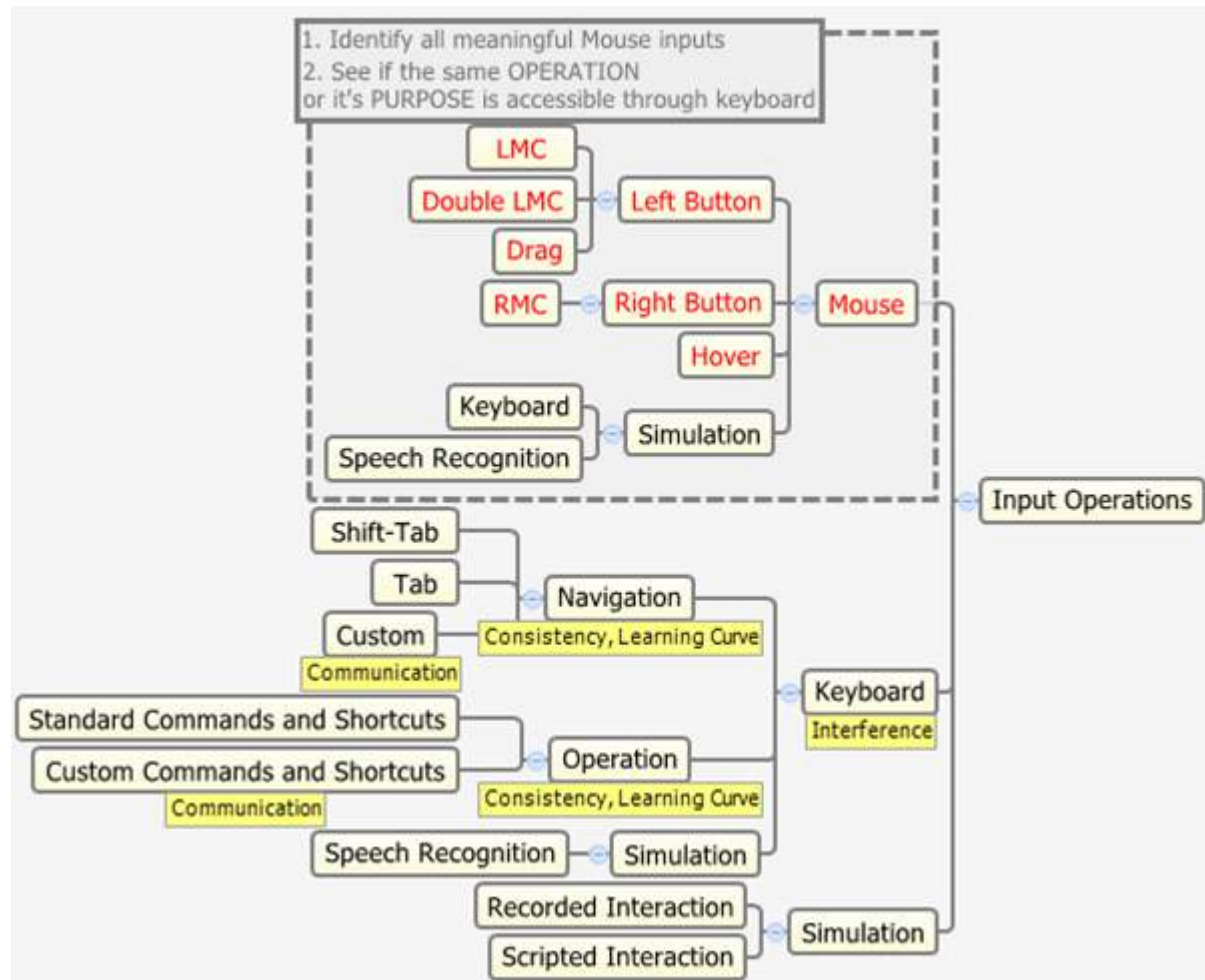 1. Identify all meaningful Mouse inputs
2. See if the same OPERATION
or it's PURPOSE is accessible through keyboard
LMC
Double LMC
Left Button
Drag
RMC
Right Button
Mouse
Hover
Keyboard
Simulation
Speech Recognition
Input Operations
Shift-Tab
Tab
Navigation
Custom
Consistency, Learning Curve
Communication
Keyboard
Interference
Standard Commands and Shortcuts
Operation
Custom Commands and Shortcuts
Consistency, Learning Curve
Communication
Speech Recognition
Simulation
Recorded Interaction
Simulation
Scripted Interaction